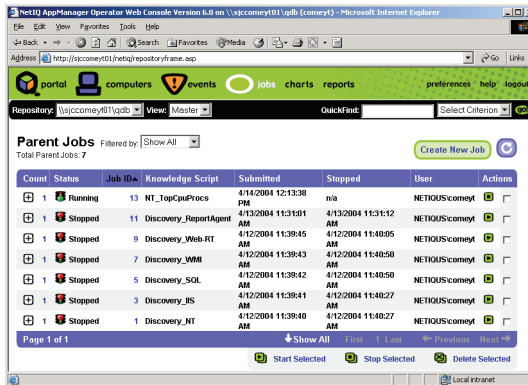 NetIQ AppManager Operator Web Console Version 6.0 on \\sjccomeyt01\qdb (comeyt) - Microsoft Internet Explorer
File Edit View Favorites Tools Help
Back Search Favorites Media
Address http://sjccomeyt01/netiq/repositoryframe.asp Go Links
portal computers events jobs charts reports preferences help logout
Repository: \\sjccomeyt01\qdb View: Master QuickFind: Select Criterion go
Parent Jobs Filtered by: Show All
Total Parent Jobs: 7
Create New Job
Count Status Job ID Knowledge Script Submitted Stopped User Actions
1 Running 13 NT_TopCpuProcs 4/14/2004 12:13:38 PM n/a NETIQUS\comeyt
1 Stopped 11 Discovery_ReportAgent 4/13/2004 11:31:01 AM 4/13/2004 11:31:12 AM NETIQUS\comeyt
1 Stopped 9 Discovery_Web-RT 4/12/2004 11:39:45 AM 4/12/2004 11:40:05 AM NETIQUS\comeyt
1 Stopped 7 Discovery_WMI 4/12/2004 11:39:43 AM 4/12/2004 11:40:50 AM NETIQUS\comeyt
1 Stopped 5 Discovery_SQL 4/12/2004 11:39:42 AM 4/12/2004 11:40:50 AM NETIQUS\comeyt
1 Stopped 3 Discovery_IIS 4/12/2004 11:39:41 AM 4/12/2004 11:40:27 AM NETIQUS\comeyt
1 Stopped 1 Discovery_NT 4/12/2004 11:39:40 AM 4/12/2004 11:40:27 AM NETIQUS\comeyt
Page 1 of 1 Show All First 1 Last Previous Next
Start Selected Stop Selected Delete Selected
Local intranet